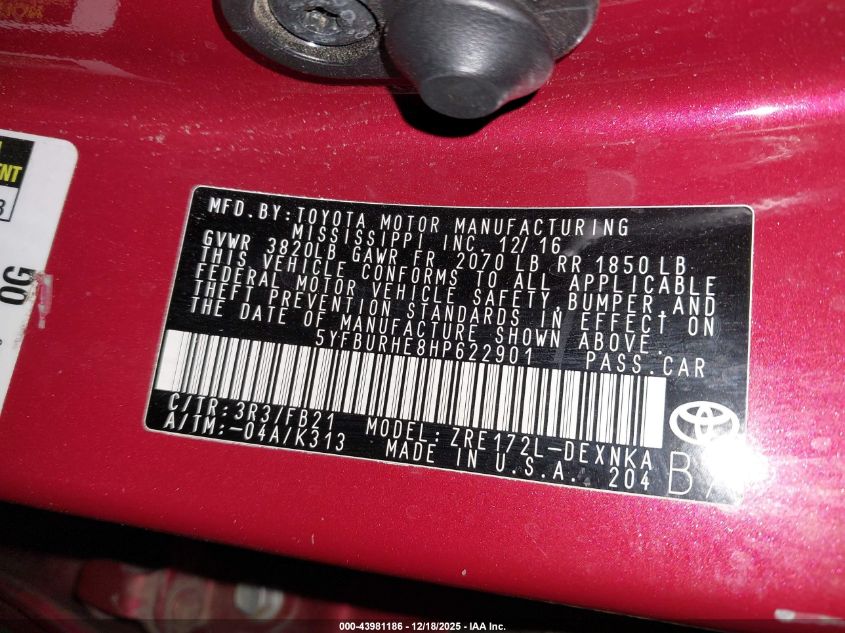 MFD. BY: TOYOTA MOTOR MANUFACTURING
MISSISSIPPI INC. 12/16
GVWR 3820LB GAWR FR 2070 LB RR 1850 LB
THIS VEHICLE CONFORMS TO ALL APPLICABLE
FEDERAL MOTOR VEHICLE SAFETY, BUMPER, AND
THEFT PREVENTION STANDARDS IN EFFECT ON
THE DATE OF MANUFACTURE SHOWN ABOVE.
5YFBURHE8HP622901 PASS. CAR
C/TR: 3R3/FB21 MODEL: ZRE172L-DEXNKA
A/TM: -04A/K313 MADE IN U.S.A. 204
OG
000-43981186 - 12/18/2025 - IAA Inc.